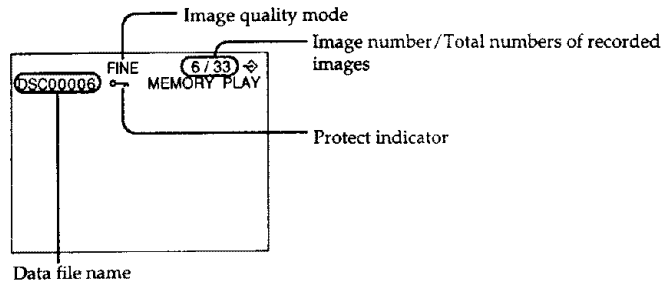 Image quality mode
Image number/Total numbers of recorded
images
FINE
6 / 33
DSC00006
MEMORY PLAY
Protect indicator
Data file name